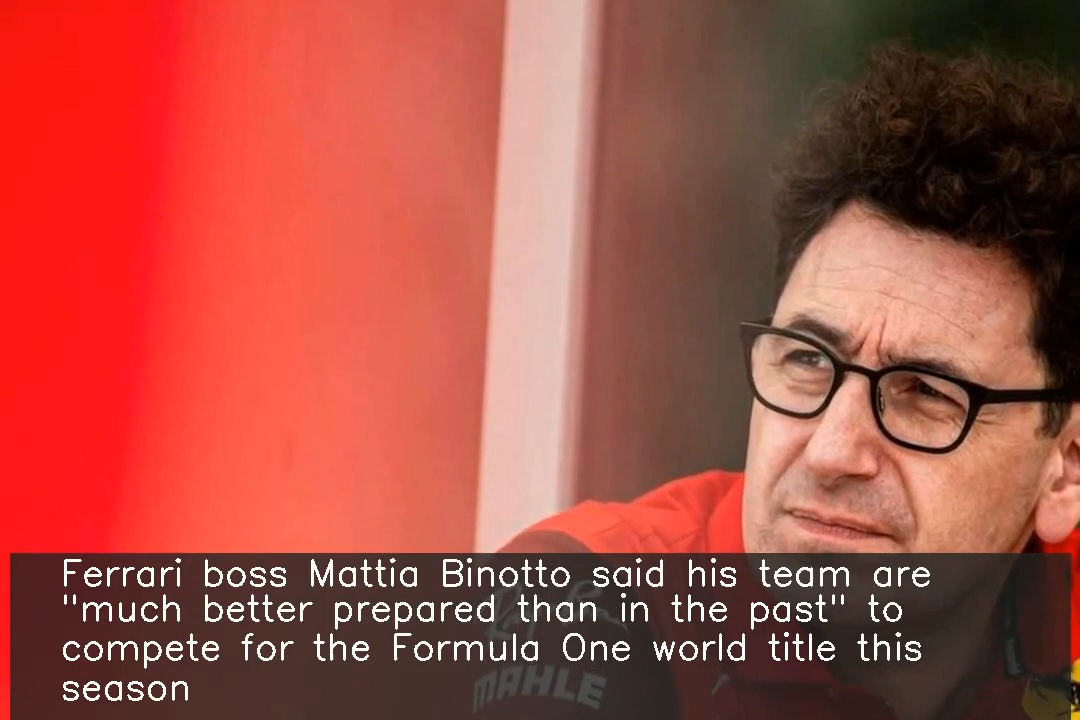 Ferrari boss Mattia Binotto said his team are
"much better prepared than in the past" to
compete for the Formula One world title this
season
MAHLE